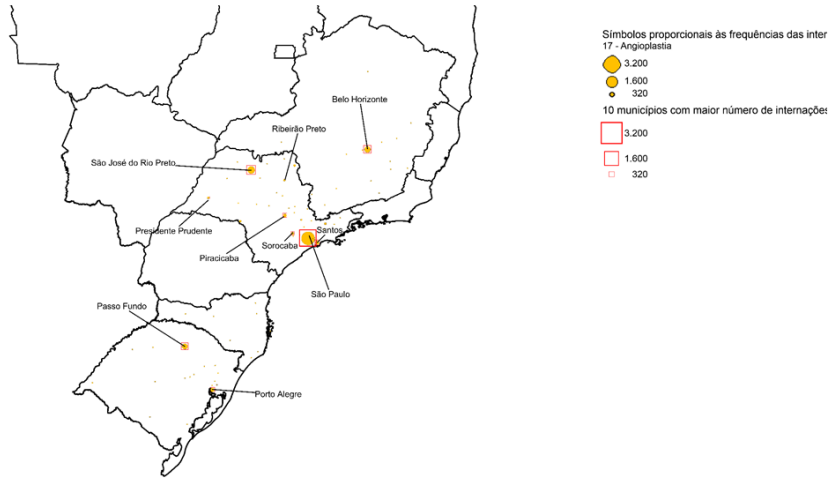 Símbolos proporcionais às frequências das inter
17 - Angioplastia
3.200
1.600
320
10 municípios com maior número de internações
3.200
1.600
320
Belo Horizonte
Ribeirão Preto
São José do Rio Preto
Presidente Prudente
Santos
Sorocaba
Piracicaba
São Paulo
Passo Fundo
Porto Alegre